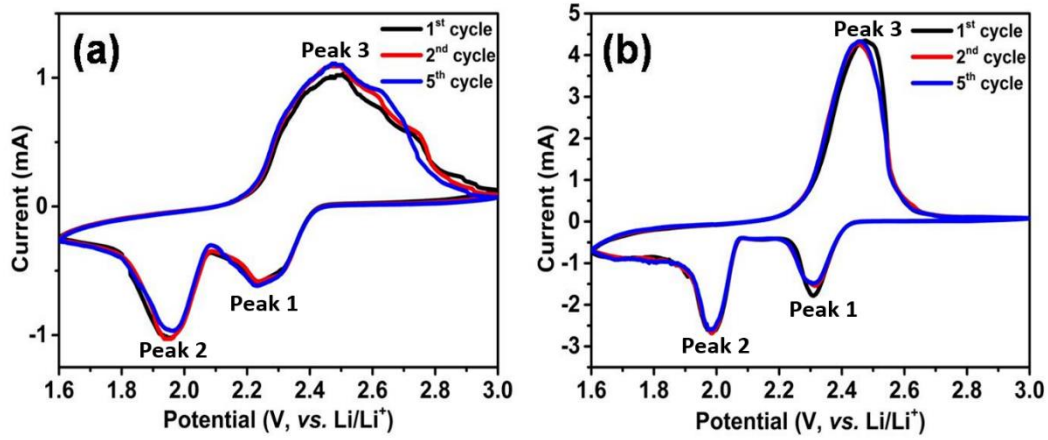 (a)
Peak 3
1st cycle
2nd cycle
5th cycle
1
0
-1
Current (mA)
Peak 1
Peak 2
1.6 1.8 2.0 2.2 2.4 2.6 2.8 3.0
Potential (V, vs. Li/Li+)
(b)
Peak 3
1st cycle
2nd cycle
5th cycle
5
4
3
2
1
0
-1
-2
-3
Current (mA)
Peak 1
Peak 2
1.6 1.8 2.0 2.2 2.4 2.6 2.8 3.0
Potential (V, vs. Li/Li+)